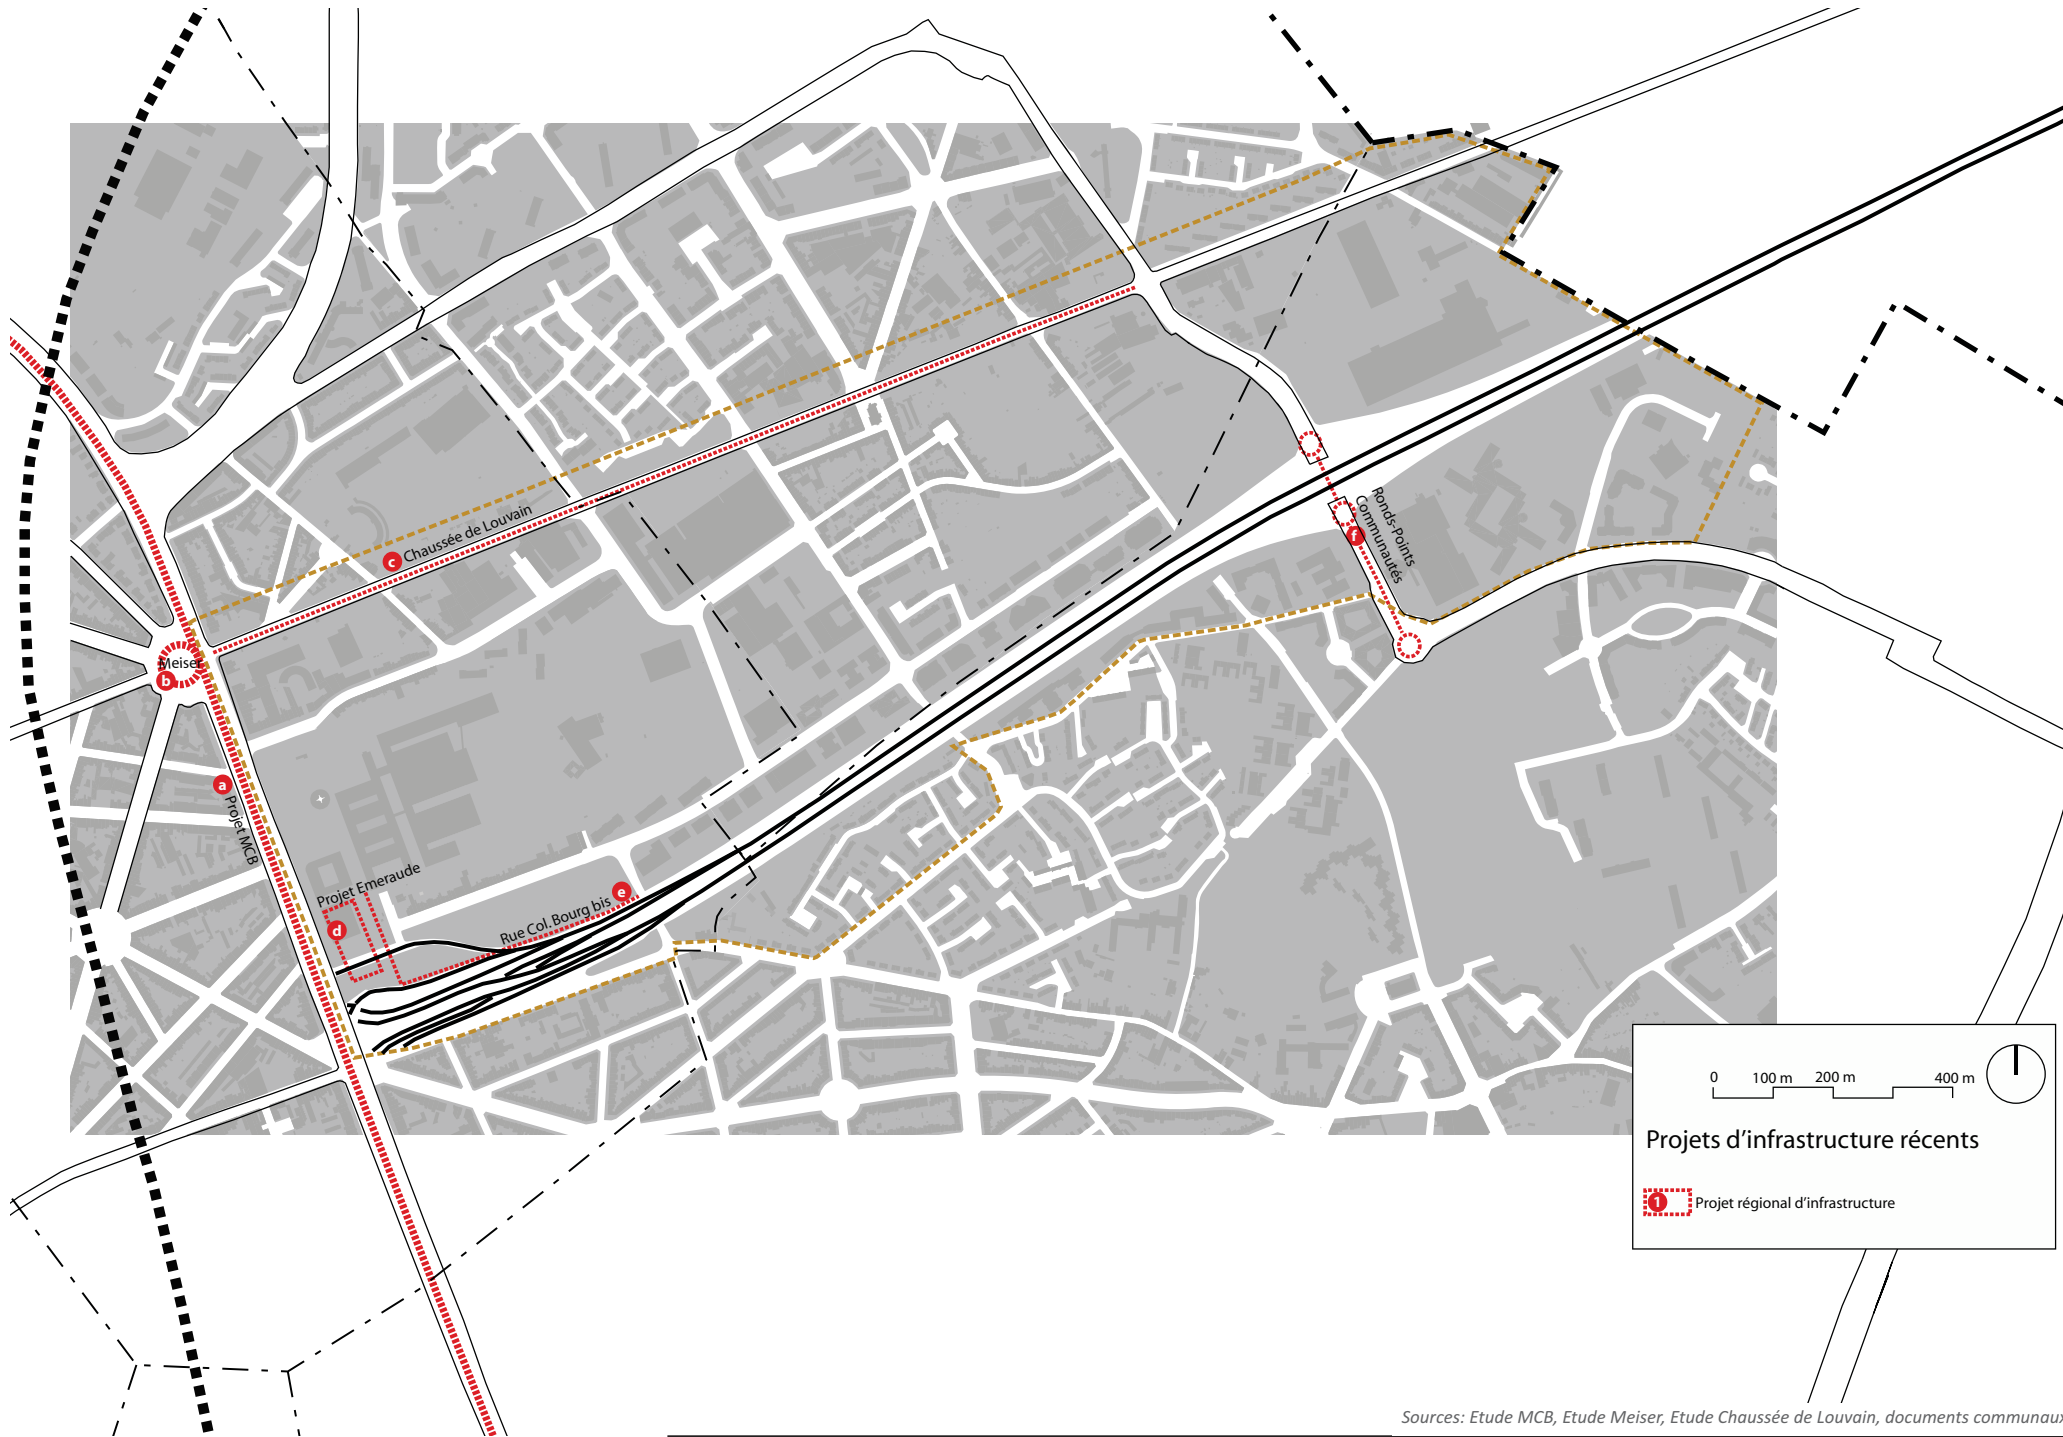 c Chaussée de Louvain
Ronds-Points
Communautés
f
Meiser
b
a
Projet MCB
Projet Emeraude
d
Rue Col. Bourg bis e
0 100 m 200 m 400 m
Projets d’infrastructure récents
1 Projet régional d’infrastructure
Sources: Etude MCB, Etude Meiser, Etude Chaussée de Louvain, documents communaux